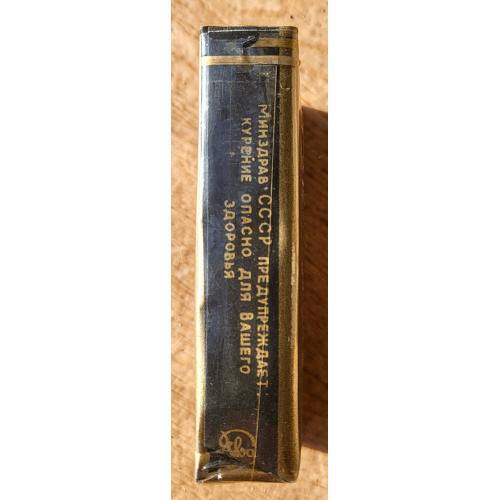 Минздрав СССР предупреждает:
курение опасно для Вашего
здоровья